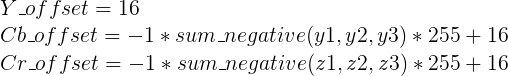 Y_offset = 16
Cb_offset = −1 * sum_negative(y1, y2, y3) * 255 + 16
Cr_offset = −1 * sum_negative(z1, z2, z3) * 255 + 16